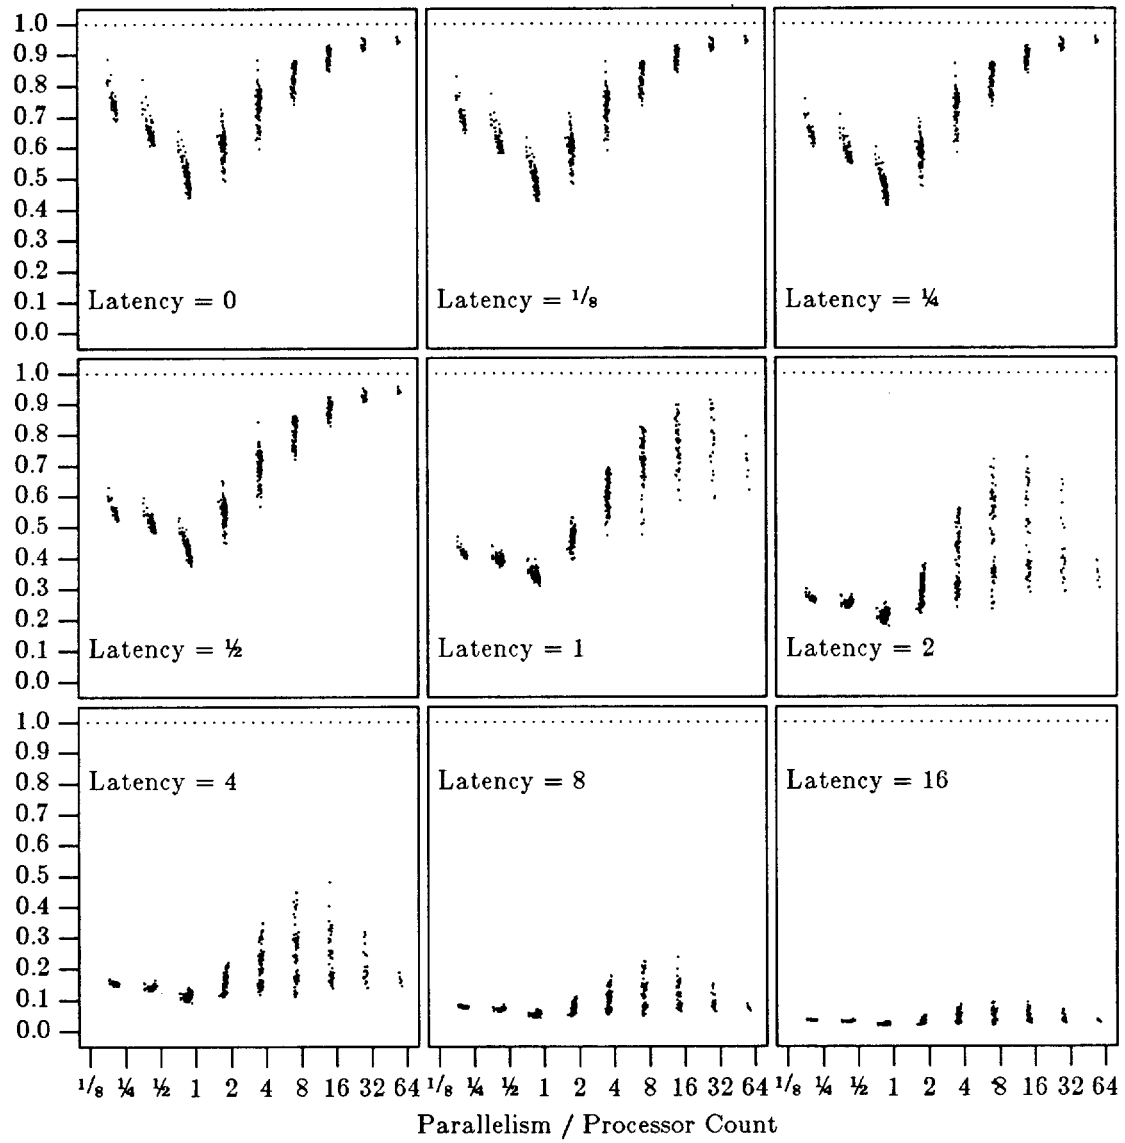 1.0
0.9
0.8
0.7
0.6
0.5
0.4
0.3
0.2
0.1
0.0
Latency = 0
Latency = 1/8
Latency = ¼
1.0
0.9
0.8
0.7
0.6
0.5
0.4
0.3
0.2
0.1
0.0
Latency = ½
Latency = 1
Latency = 2
1.0
0.9
0.8
0.7
0.6
0.5
0.4
0.3
0.2
0.1
0.0
Latency = 4
Latency = 8
Latency = 16
1/8 ¼ ½ 1 2 4 8 16 32 64
1/8 ¼ ½ 1 2 4 8 16 32 64
1/8 ¼ ½ 1 2 4 8 16 32 64
Parallelism / Processor Count